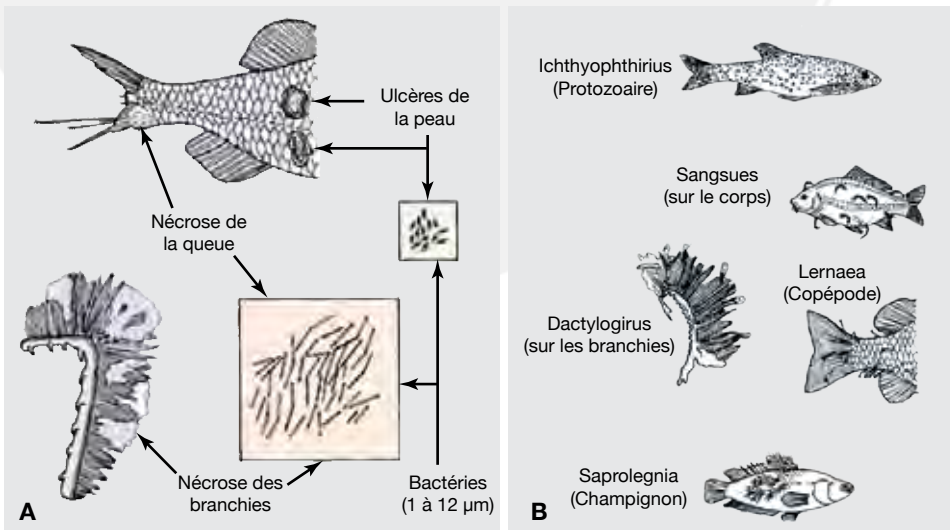 Ulcères de
la peau
Nécrose de
la queue
Nécrose des
branchies
Bactéries
(1 à 12 µm)
A
Ichthyophthirius
(Protozoaire)
Sangsues
(sur le corps)
Lernaea
(Copépode)
Dactylogirus
(sur les branchies)
Saprolegnia
(Champignon)
B